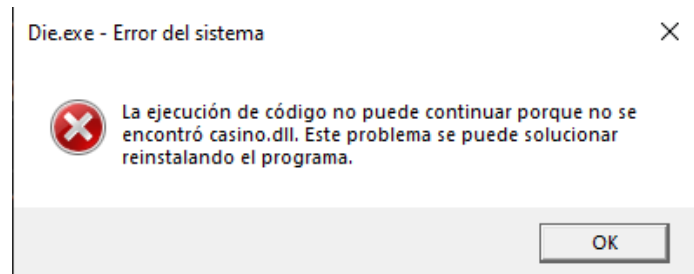 Die.exe - Error del sistema
La ejecución de código no puede continuar porque no se
encontró casino.dll. Este problema se puede solucionar
reinstalando el programa.
OK